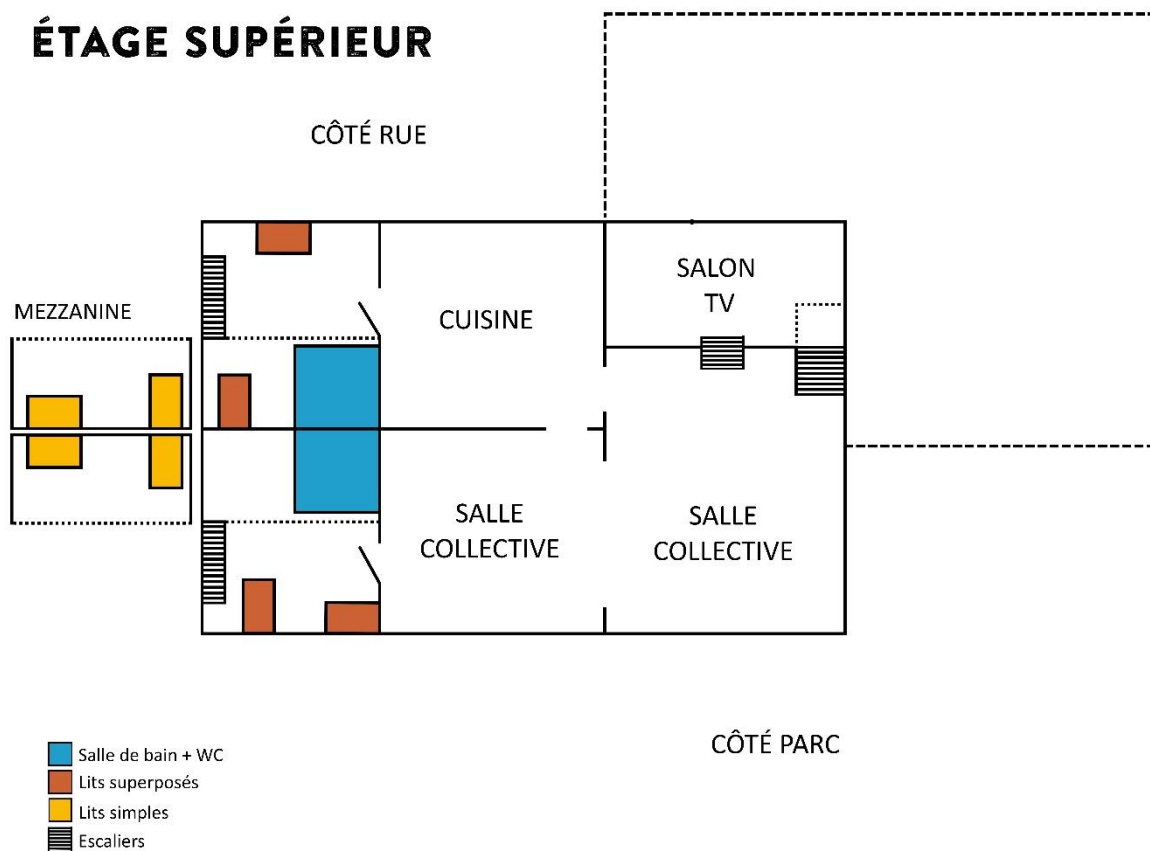 ÉTAGE SUPÉRIEUR
CÔTÉ RUE
SALON
TV
MEZZANINE
CUISINE
SALLE
COLLECTIVE
SALLE
COLLECTIVE
CÔTÉ PARC
Salle de bain + WC
Lits superposés
Lits simples
Escaliers